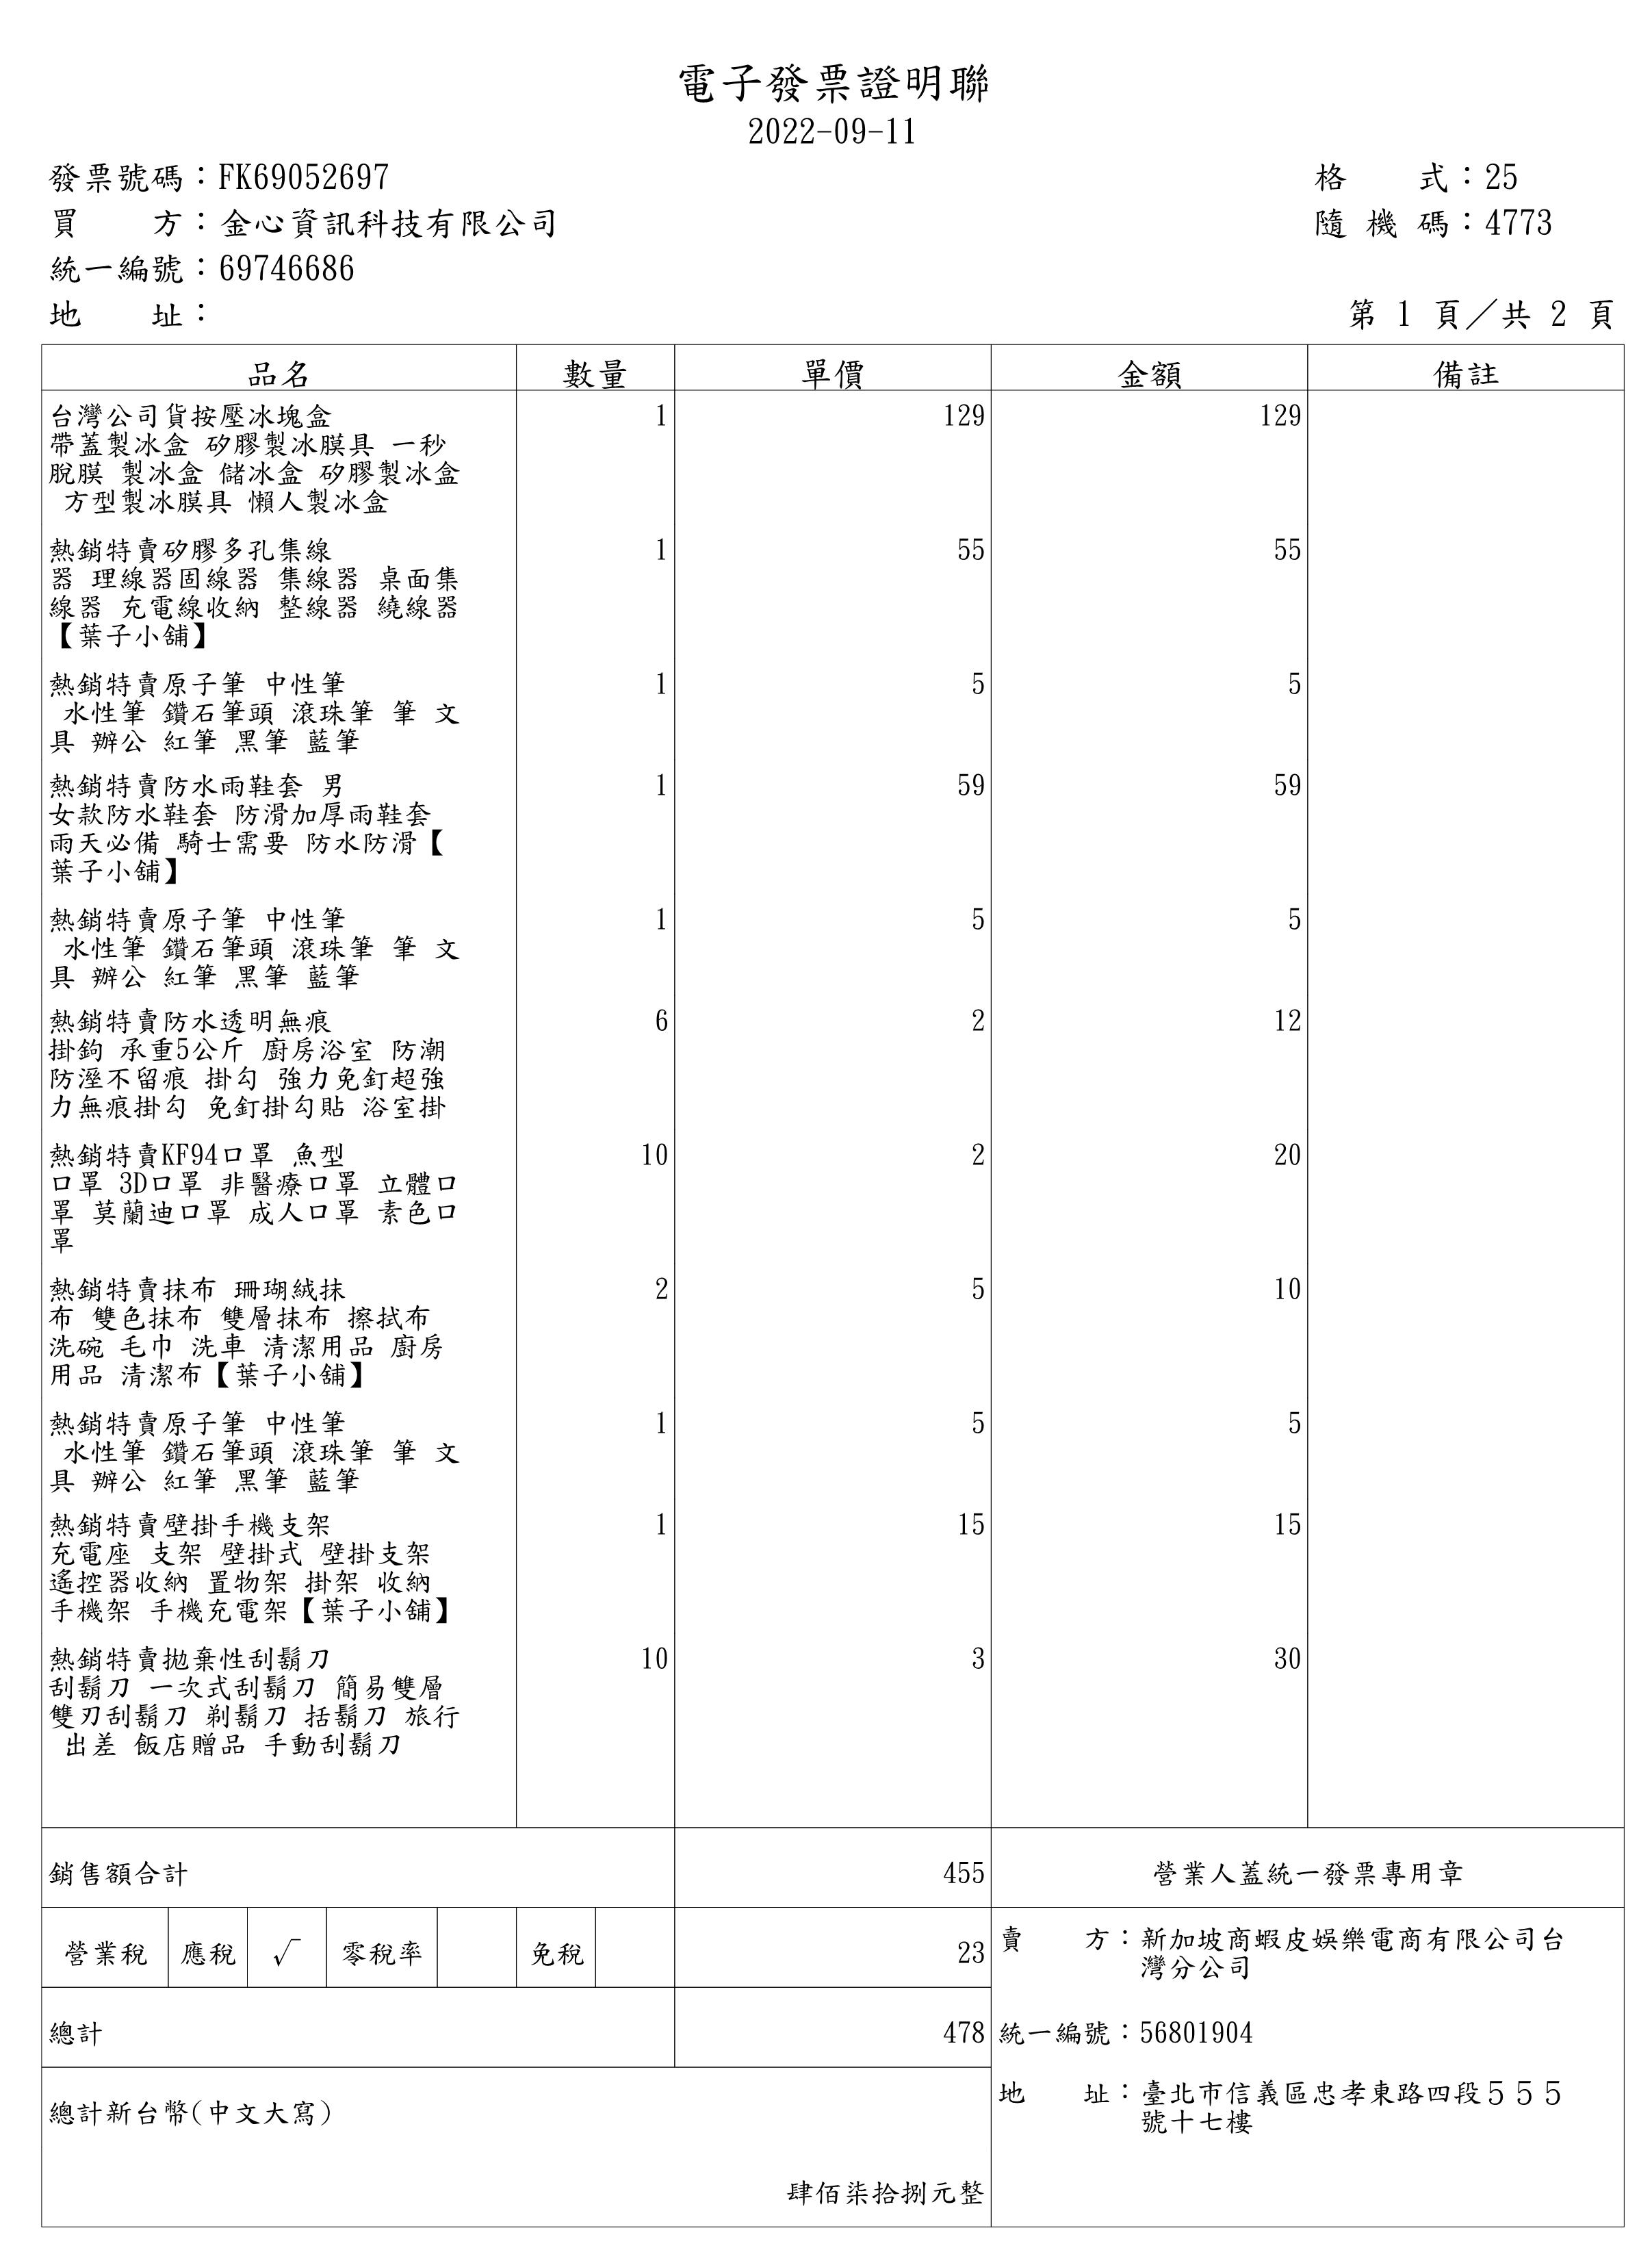 電子發票證明聯
2022-09-11
發票號碼：FK69052697
格　　式：25
買　　方：金心資訊科技有限公司
隨 機 碼：4773
統一編號：69746686
地　　址：
第 1 頁／共 2 頁
品名 數量 單價 金額 備註
台灣公司貨按壓冰塊盒 1 129 129
帶蓋製冰盒 矽膠製冰膜具 一秒
脫膜 製冰盒 儲冰盒 矽膠製冰盒
方型製冰膜具 懶人製冰盒
熱銷特賣矽膠多孔集線 1 55 55
器 理線器固線器 集線器 桌面集
線器 充電線收納 整線器 繞線器
【葉子小舖】
熱銷特賣原子筆 中性筆 1 5 5
水性筆 鑽石筆頭 滾珠筆 筆 文
具 辦公 紅筆 黑筆 藍筆
熱銷特賣防水雨鞋套 男 1 59 59
女款防水鞋套 防滑加厚雨鞋套
雨天必備 騎士需要 防水防滑【
葉子小舖】
熱銷特賣原子筆 中性筆 1 5 5
水性筆 鑽石筆頭 滾珠筆 筆 文
具 辦公 紅筆 黑筆 藍筆
熱銷特賣防水透明無痕 6 2 12
掛鉤 承重5公斤 廚房浴室 防潮
防溼不留痕 掛勾 強力免釘超強
力無痕掛勾 免釘掛勾貼 浴室掛
熱銷特賣KF94口罩 魚型 10 2 20
口罩 3D口罩 非醫療口罩 立體口
罩 莫蘭迪口罩 成人口罩 素色口
罩
熱銷特賣抹布 珊瑚絨抹 2 5 10
布 雙色抹布 雙層抹布 擦拭布
洗碗 毛巾 洗車 清潔用品 廚房
用品 清潔布【葉子小舖】
熱銷特賣原子筆 中性筆 1 5 5
水性筆 鑽石筆頭 滾珠筆 筆 文
具 辦公 紅筆 黑筆 藍筆
熱銷特賣壁掛手機支架 1 15 15
充電座 支架 壁掛式 壁掛支架
遙控器收納 置物架 掛架 收納
手機架 手機充電架【葉子小舖】
熱銷特賣拋棄性刮鬍刀 10 3 30
刮鬍刀 一次式刮鬍刀 簡易雙層
雙刃刮鬍刀 剃鬍刀 括鬍刀 旅行
出差 飯店贈品 手動刮鬍刀
銷售額合計 455 營業人蓋統一發票專用章
營業稅 應稅 √ 零稅率 免稅 23
賣　　方：新加坡商蝦皮娛樂電商有限公司台
灣分公司
總計 478 統一編號：56801904
地　　址：臺北市信義區忠孝東路四段５５５
號十七樓
總計新台幣(中文大寫)
肆佰柒拾捌元整